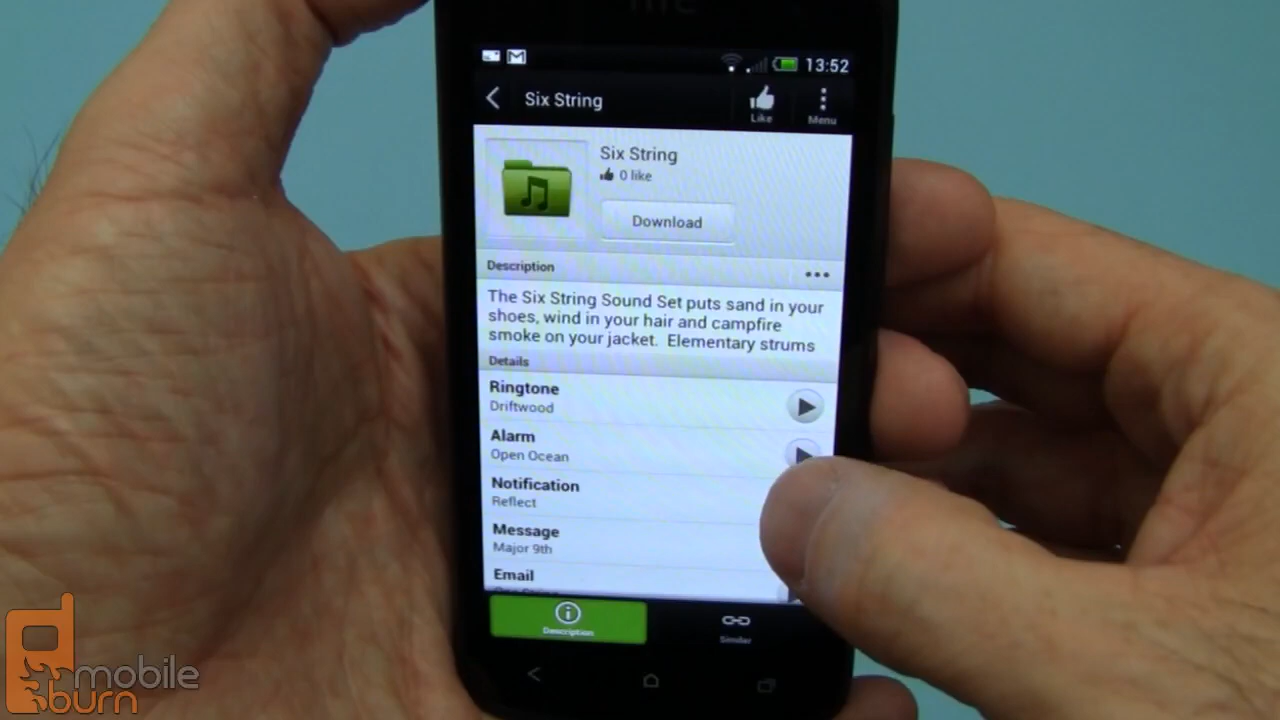 13:52
Six String
Like
Menu
Six String
0 like
Download
Description
The Six String Sound Set puts sand in your
shoes, wind in your hair and campfire
smoke on your jacket. Elementary strums
Details
Ringtone
Driftwood
Alarm
Open Ocean
Notification
Reflect
Message
Major 9th
Email
Description
Similar
mobile
burn